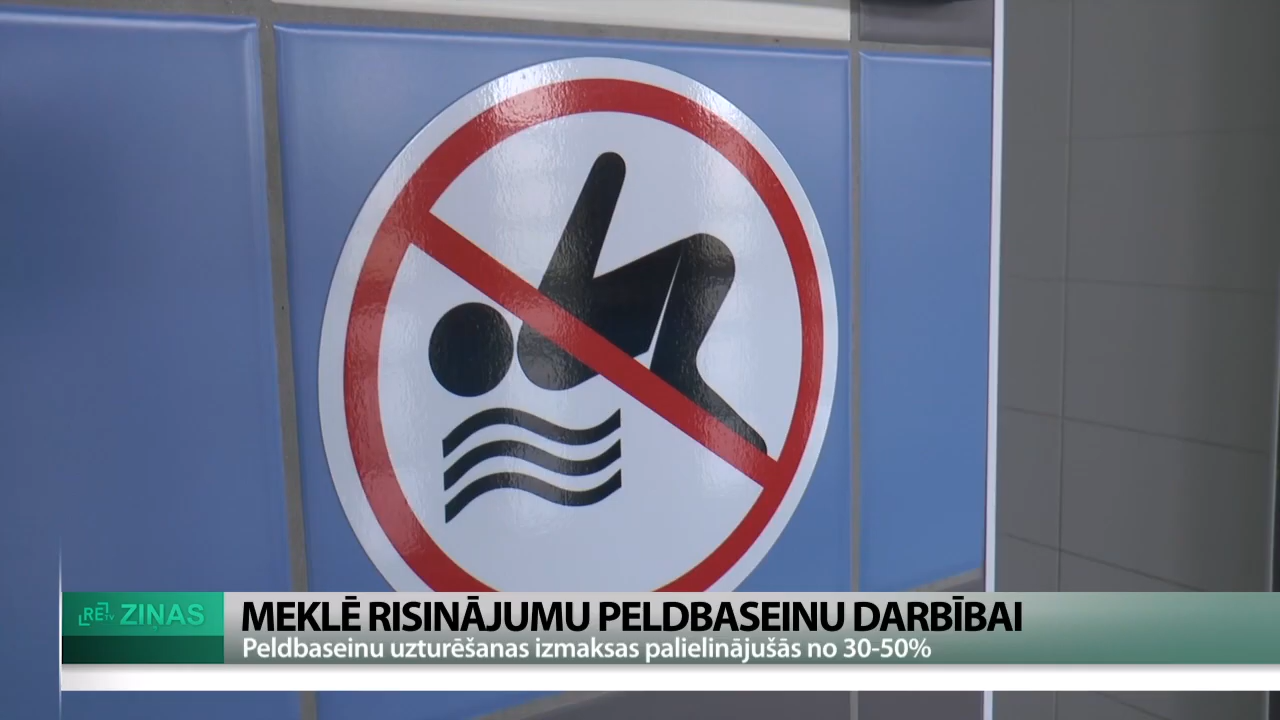 RE TV ZIŅAS
MEKLĒ RISINĀJUMU PELDBASEINU DARBĪBAI
Peldbaseinu uzturēšanas izmaksas palielinājušās no 30-50%